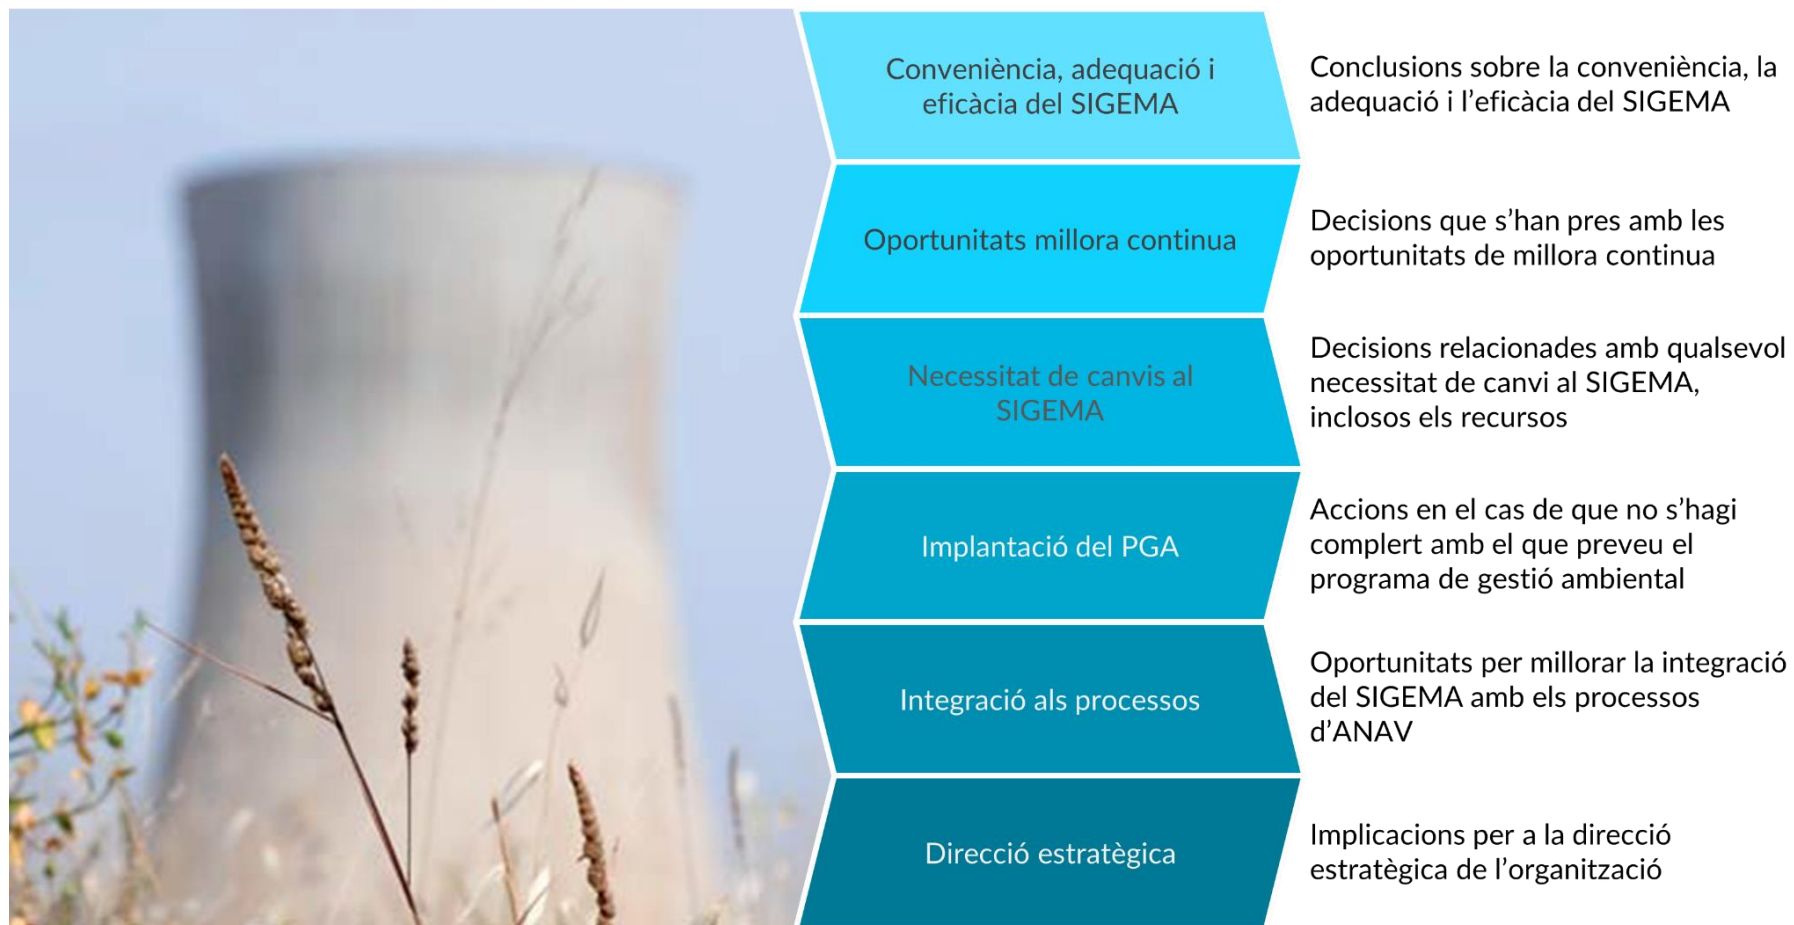 Conveniència, adequació i
eficàcia del SIGEMA
Conclusions sobre la conveniència, la
adequació i l’eficàcia del SIGEMA
Oportunitats millora continua
Decisions que s’han pres amb les
oportunitats de millora continua
Necessitat de canvis al
SIGEMA
Decisions relacionades amb qualsevol
necessitat de canvi al SIGEMA,
inclosos els recursos
Implantació del PGA
Accions en el cas de que no s’hagi
complert amb el que preveu el
programa de gestió ambiental
Integració als processos
Oportunitats per millorar la integració
del SIGEMA amb els processos
d’ANAV
Direcció estratègica
Implicacions per a la direcció
estratègica de l’organització